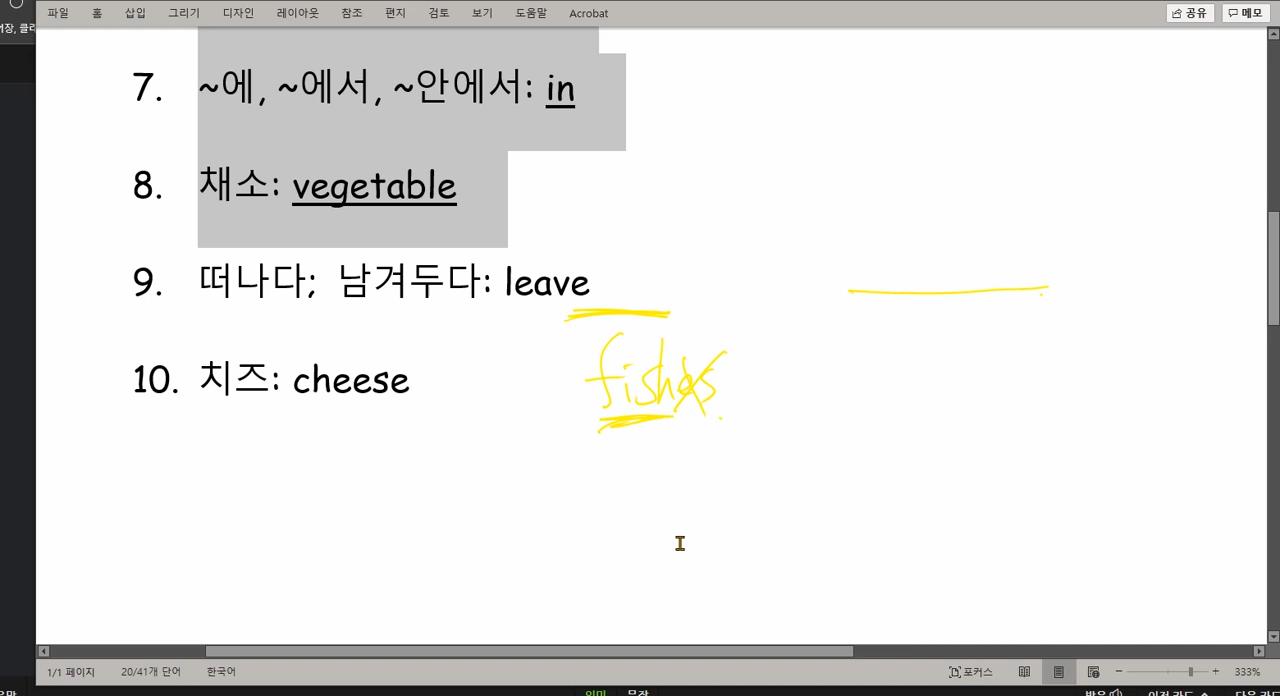 파일 홈 삽입 그리기 디자인 레이아웃 참조 편지 검토 보기 도움말 Acrobat 공유 메모
7. ~에, ~에서, ~안에서: in
8. 채소: vegetable
9. 떠나다; 남겨두다: leave
10. 치즈: cheese
fishes
1/1 페이지 20/41개 단어 한국어 포커스 333%